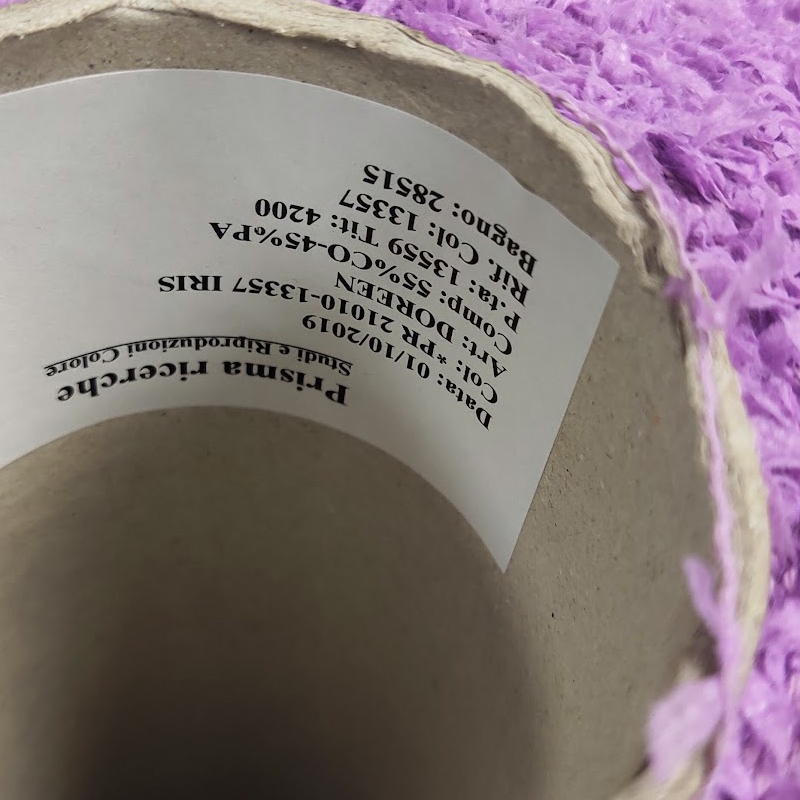 Prisma ricerche
Studi e Riproduzioni Colore
Data: 01/10/2019
Col: *PR 21010-13357 IRIS
Art: DOREEN
Comp: 55%CO-45%PA
P.ta: 13559 Tit: 4200
Rif. Col: 13357
Bagno: 28515